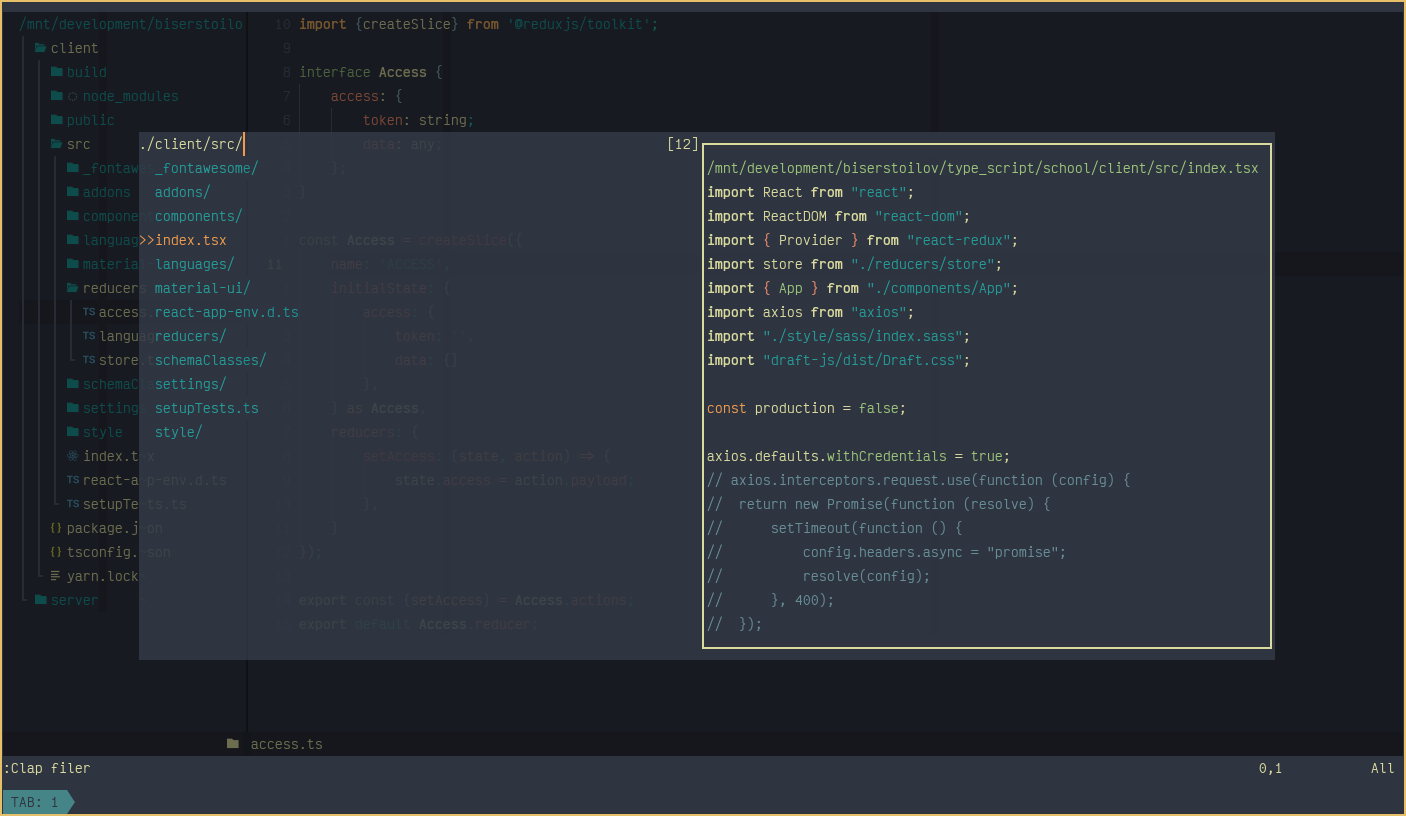 /mnt/development/biserstoilo
client
build
node_modules
public
src
_fontawe
addons
compone
languag
material
reducers
TS access.
TS langua
TS store.t
schemaC
settings
style
index.t x
TS react-app-env.d.ts
TS setupTests.ts
{} package.json
{} tsconfig.json
yarn.lock
server
10 import {createSlice} from '@reduxjs/toolkit';
9
8 interface Access {
7 access: {
6 token: string;
data: any;
};
}
const Access = createSlice({
11 name: 'ACCESS',
initialState: {
access: {
token: ' ',
data: {}
},
} as Access,
reducers: {
setAccess: (state, action) => {
state.access = action.payload;
},
}
});
export const {setAccess} = Access.actions;
export default Access.reducer;
./client/src/ [12]
_fontawesome/
addons/
components/
>>index.tsx
languages/
material-ui/
react-app-env.d.ts
reducers/
schemaClasses/
settings/
setupTests.ts
style/
/mnt/development/biserstoilov/type_script/school/client/src/index.tsx
import React from "react";
import ReactDOM from "react-dom";
import { Provider } from "react-redux";
import store from "./reducers/store";
import { App } from "./components/App";
import axios from "axios";
import "./style/sass/index.sass";
import "draft-js/dist/Draft.css";
const production = false;
axios.defaults.withCredentials = true;
// axios.interceptors.request.use(function (config) {
//  return new Promise(function (resolve) {
//      setTimeout(function () {
//          config.headers.async = "promise";
//          resolve(config);
//      }, 400);
//  });
access.ts
:Clap filer 0,1 All
TAB: 1